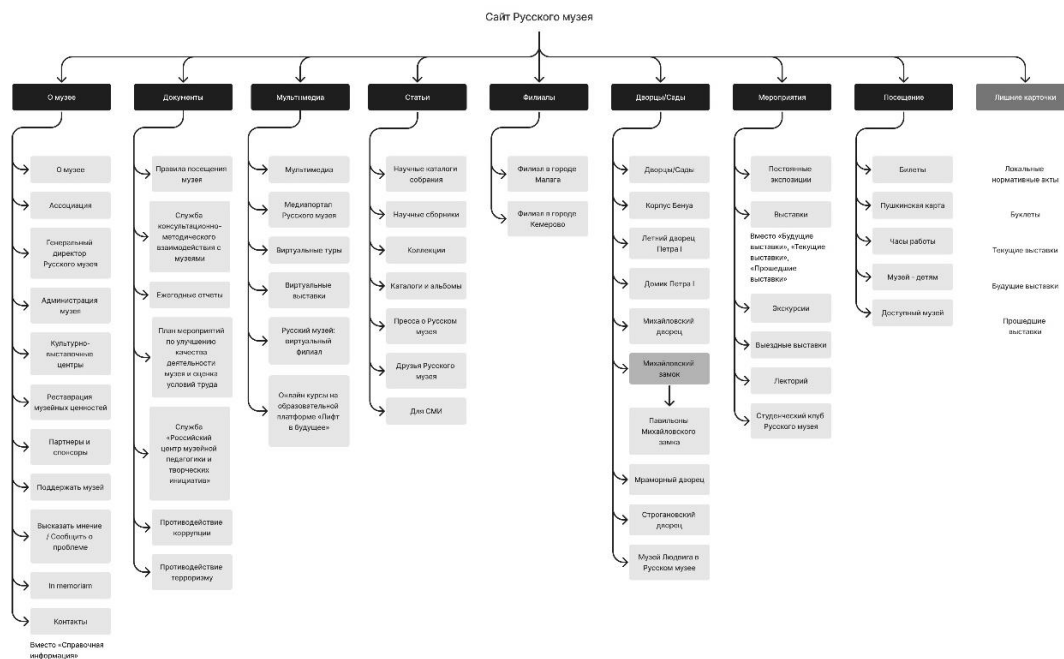 Сайт Русского музея
О музее
Документы
Мультимедиа
Статьи
Филиалы
Дворцы/Сады
Мероприятия
Посещение
Лишние карточки
О музее
Ассоциация
Генеральный
директор
Русского музея
Администрация
музея
Культурно-
выставочные
центры
Реставрация
музейных ценностей
Партнеры и
спонсоры
Поддержать музей
Высказать мнение
/ Сообщить о
проблеме
In memoriam
Контакты
Вместо «Справочная
информация»
Правила посещения
музея
Служба
консультационно-
методического
взаимодействия с
музеями
Ежегодные отчеты
План мероприятий
по улучшению
качества
деятельности
музея и оценка
условий труда
Служба
«Российский
центр музейной
педагогики и
творческих
инициатив»
Противодействие
коррупции
Противодействие
терроризму
Мультимедиа
Медиапортал
Русского музея
Виртуальные туры
Виртуальные
выставки
Русский музей:
виртуальный
филиал
Онлайн курсы на
образовательной
платформе «Лифт
в будущее»
Научные каталоги
собрания
Научные сборники
Коллекции
Каталоги и альбомы
Пресса о Русском
музее
Друзья Русского
музея
Для СМИ
Филиал в городе
Малага
Филиал в городе
Кемерово
Дворцы/Сады
Корпус Бенуа
Летний дворец
Петра I
Домик Петра I
Михайловский
дворец
Михайловский
замок
Павильоны
Михайловского
замка
Мраморный дворец
Строгановский
дворец
Музей Людвига в
Русском музее
Постоянные
экспозиции
Выставки
Вместо «Будущие
выставки», «Текущие
выставки»,
«Прошедшие
выставки»
Экскурсии
Выездные выставки
Лекторий
Студенческий клуб
Русского музея
Билеты
Пушкинская карта
Часы работы
Музей - детям
Доступный музей
Локальные
нормативные акты
Буклеты
Текущие выставки
Будущие выставки
Прошедшие
выставки